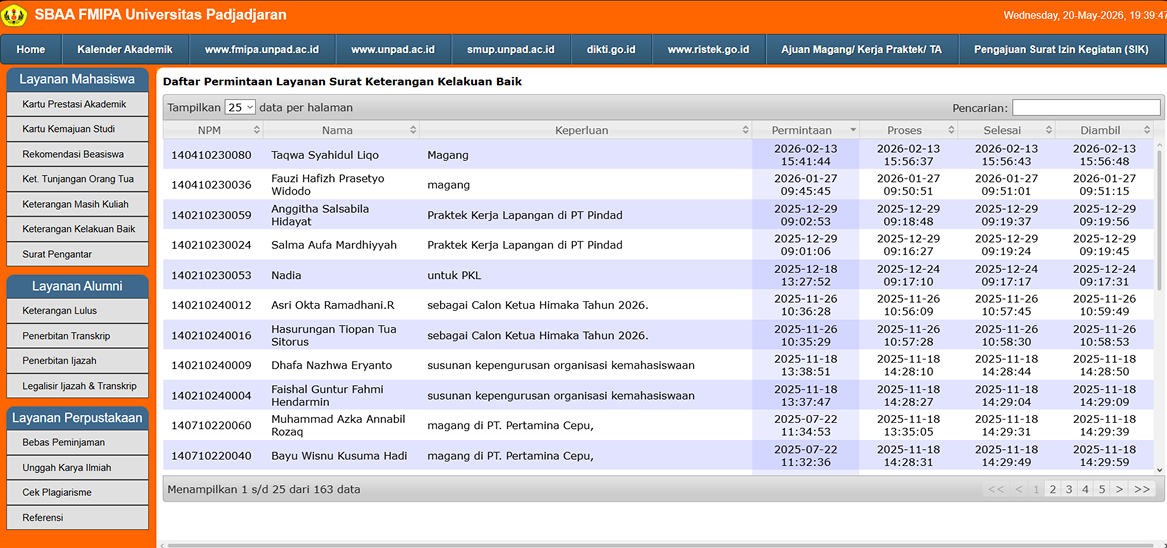 SBAA FMIPA Universitas Padjadjaran
Wednesday, 20-May-2026, 19:39:47
Home Kalender Akademik www.fmipa.unpad.ac.id www.unpad.ac.id smup.unpad.ac.id dikti.go.id www.ristek.go.id Ajuan Magang/ Kerja Praktek/ TA Pengajuan Surat Izin Kegiatan (SIK)
Layanan Mahasiswa
Kartu Prestasi Akademik
Kartu Kemajuan Studi
Rekomendasi Beasiswa
Ket. Tunjangan Orang Tua
Keterangan Masih Kuliah
Keterangan Kelakuan Baik
Surat Pengantar
Layanan Alumni
Keterangan Lulus
Penerbitan Transkrip
Penerbitan Ijazah
Legalisir Ijazah & Transkrip
Layanan Perpustakaan
Bebas Peminjaman
Unggah Karya Ilmiah
Cek Plagiarisme
Referensi
Daftar Permintaan Layanan Surat Keterangan Kelakuan Baik
Tampilkan 25 data per halaman Pencarian:
NPM Nama Keperluan Permintaan Proses Selesai Diambil
140410230080 Taqwa Syahidul Liqo Magang 2026-02-13 15:41:44 2026-02-13 15:56:37 2026-02-13 15:56:43 2026-02-13 15:56:48
140410230036 Fauzi Hafizh Prasetyo Widodo magang 2026-01-27 09:45:45 2026-01-27 09:50:51 2026-01-27 09:51:01 2026-01-27 09:51:15
140210230059 Anggitha Salsabila Hidayat Praktek Kerja Lapangan di PT Pindad 2025-12-29 09:02:53 2025-12-29 09:18:48 2025-12-29 09:19:37 2025-12-29 09:19:56
140210230024 Salma Aufa Mardhiyyah Praktek Kerja Lapangan di PT Pindad 2025-12-29 09:01:06 2025-12-29 09:16:27 2025-12-29 09:19:24 2025-12-29 09:19:45
140210230053 Nadia untuk PKL 2025-12-18 13:27:52 2025-12-24 09:17:10 2025-12-24 09:17:17 2025-12-24 09:17:31
140210240012 Asri Okta Ramadhani.R sebagai Calon Ketua Himaka Tahun 2026. 2025-11-26 10:36:28 2025-11-26 10:56:09 2025-11-26 10:57:45 2025-11-26 10:59:49
140210240016 Hasurungan Tiopan Tua Sitorus sebagai Calon Ketua Himaka Tahun 2026. 2025-11-26 10:35:29 2025-11-26 10:57:28 2025-11-26 10:58:30 2025-11-26 10:58:53
140210240009 Dhafa Nazhwa Eryanto susunan kepengurusan organisasi kemahasiswaan 2025-11-18 13:38:51 2025-11-18 14:28:10 2025-11-18 14:28:44 2025-11-18 14:28:50
140210240004 Faishal Guntur Fahmi Hendarmin susunan kepengurusan organisasi kemahasiswaan 2025-11-18 13:37:47 2025-11-18 14:28:27 2025-11-18 14:29:04 2025-11-18 14:29:09
140710220060 Muhammad Azka Annabil Rozaq magang di PT. Pertamina Cepu, 2025-07-22 11:34:53 2025-11-18 13:35:05 2025-11-18 14:29:31 2025-11-18 14:29:39
140710220040 Bayu Wisnu Kusuma Hadi magang di PT. Pertamina Cepu, 2025-07-22 11:32:36 2025-11-18 14:28:31 2025-11-18 14:29:49 2025-11-18 14:29:59
Menampilkan 1 s/d 25 dari 163 data << < 1 2 3 4 5 > >>